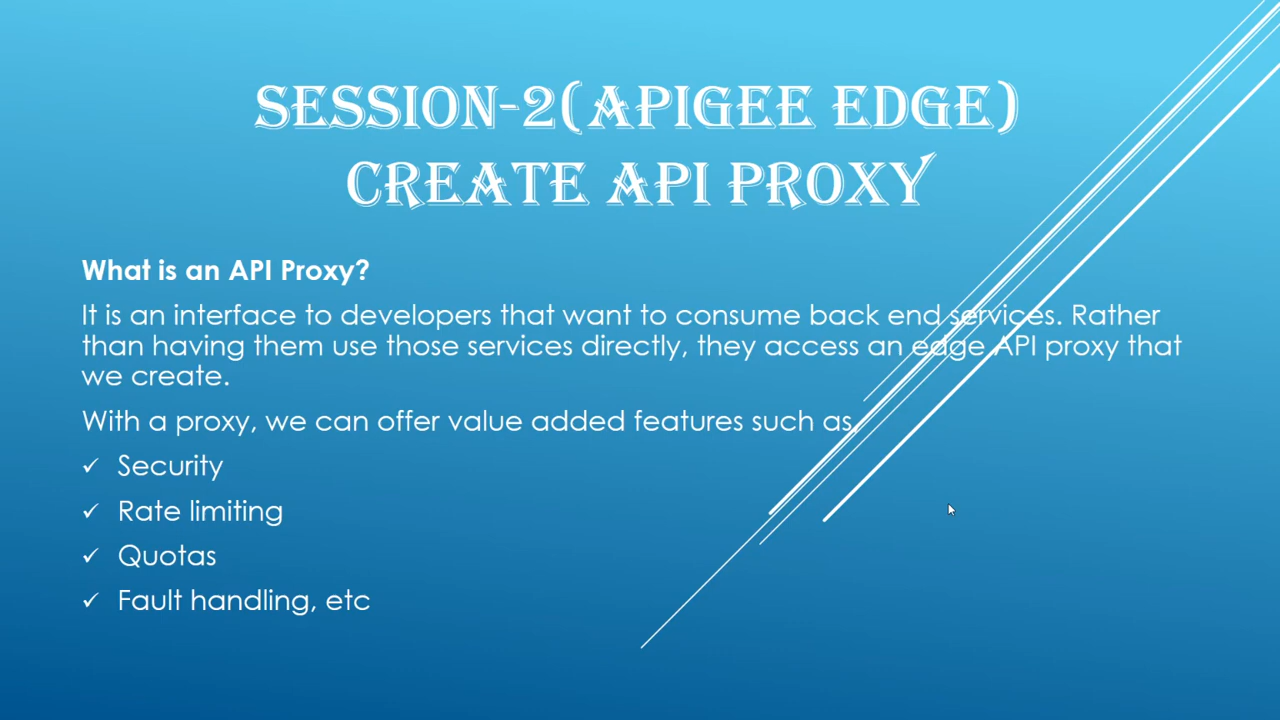 SESSION-2(APIGEE EDGE)
CREATE API PROXY
What is an API Proxy?
It is an interface to developers that want to consume back end services. Rather
than having them use those services directly, they access an edge API proxy that
we create.
With a proxy, we can offer value added features such as,
✓ Security
✓ Rate limiting
✓ Quotas
✓ Fault handling, etc